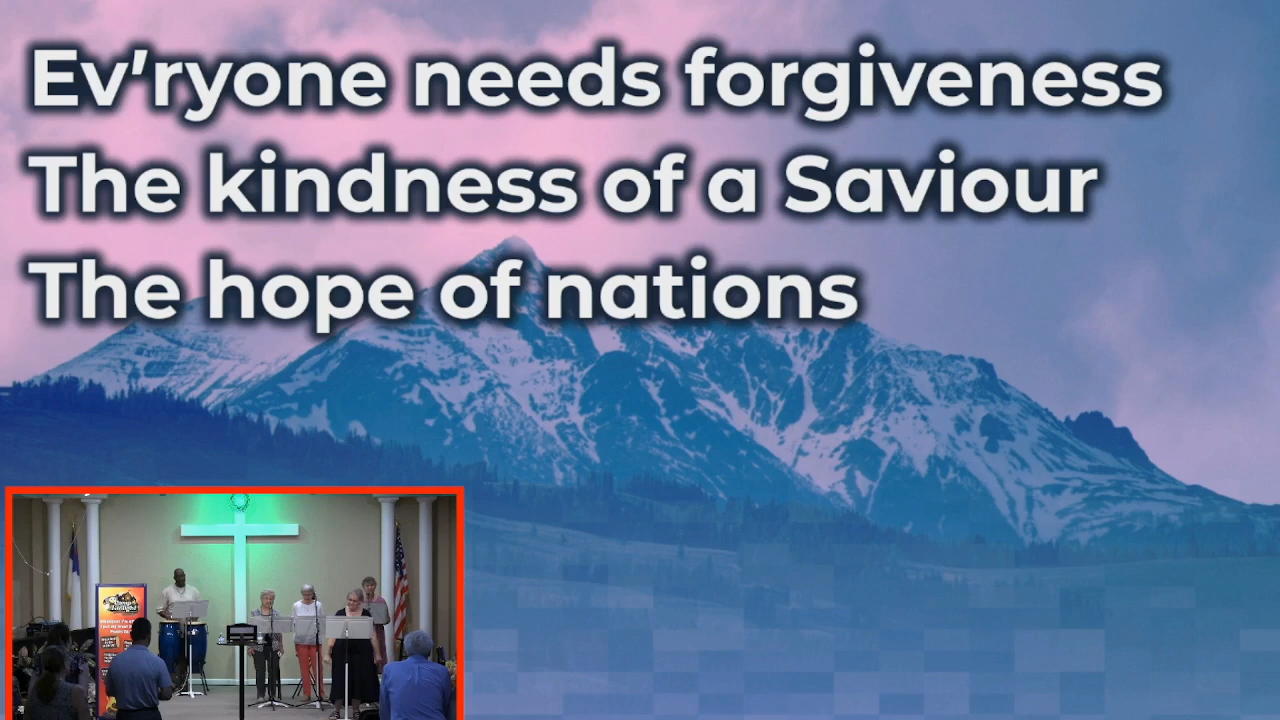 Ev'ryone needs forgiveness
The kindness of a Saviour
The hope of nations